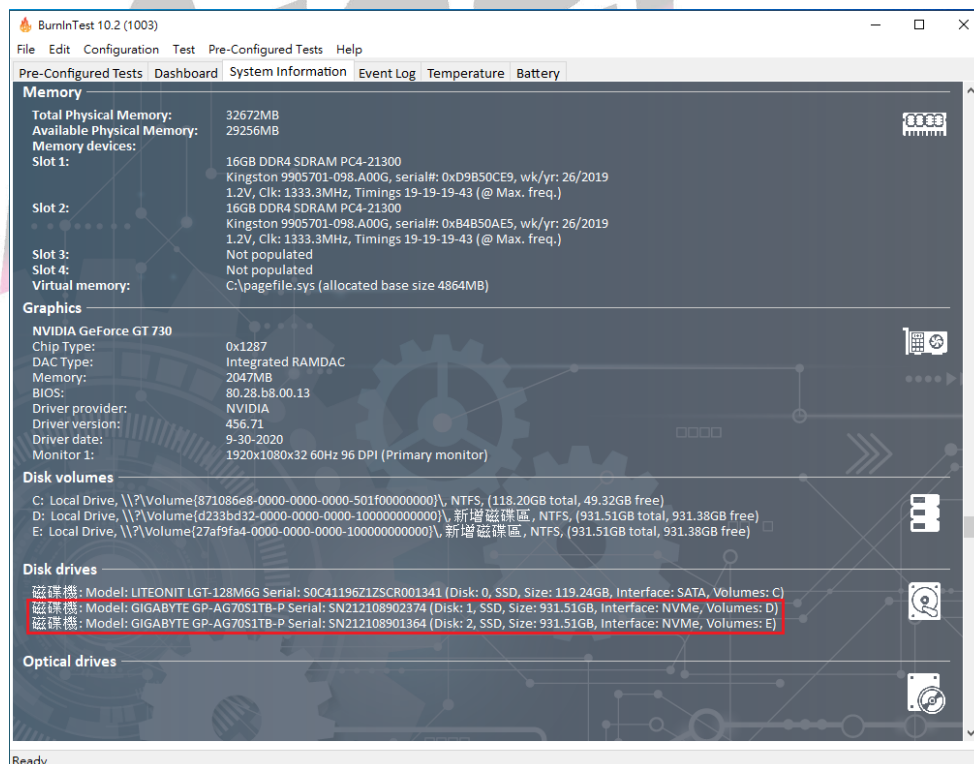 BurnInTest 10.2 (1003)
File Edit Configuration Test Pre-Configured Tests Help
Pre-Configured Tests Dashboard System Information Event Log Temperature Battery
Memory
Total Physical Memory: 32672MB
Available Physical Memory: 29256MB
Memory devices:
Slot 1: 16GB DDR4 SDRAM PC4-21300
Kingston 9905701-098.A00G, serial#: 0xD9B50CE9, wk/yr: 26/2019
1.2V, Clk: 1333.3MHz, Timings 19-19-19-43 (@ Max. freq.)
Slot 2: 16GB DDR4 SDRAM PC4-21300
Kingston 9905701-098.A00G, serial#: 0xB4B50AE5, wk/yr: 26/2019
1.2V, Clk: 1333.3MHz, Timings 19-19-19-43 (@ Max. freq.)
Slot 3: Not populated
Slot 4: Not populated
Virtual memory: C:\pagefile.sys (allocated base size 4864MB)
Graphics
NVIDIA GeForce GT 730
Chip Type: 0x1287
DAC Type: Integrated RAMDAC
Memory: 2047MB
BIOS: 80.28.b8.00.13
Driver provider: NVIDIA
Driver version: 456.71
Driver date: 9-30-2020
Monitor 1: 1920x1080x32 60Hz 96 DPI (Primary monitor)
Disk volumes
C: Local Drive, \\?\Volume{871086e8-0000-0000-0000-501f00000000}\, NTFS, (118.20GB total, 49.32GB free)
D: Local Drive, \\?\Volume{d233bd32-0000-0000-0000-100000000000}\, 新增磁碟區, NTFS, (931.51GB total, 931.38GB free)
E: Local Drive, \\?\Volume{27af9fa4-0000-0000-0000-100000000000}\, 新增磁碟區, NTFS, (931.51GB total, 931.38GB free)
Disk drives
磁碟機: Model: LITEONIT LGT-128M6G Serial: S0C41196Z1ZSCR001341 (Disk: 0, SSD, Size: 119.24GB, Interface: SATA, Volumes: C)
磁碟機: Model: GIGABYTE GP-AG70S1TB-P Serial: SN212108902374 (Disk: 1, SSD, Size: 931.51GB, Interface: NVMe, Volumes: D)
磁碟機: Model: GIGABYTE GP-AG70S1TB-P Serial: SN212108901364 (Disk: 2, SSD, Size: 931.51GB, Interface: NVMe, Volumes: E)
Optical drives
Ready